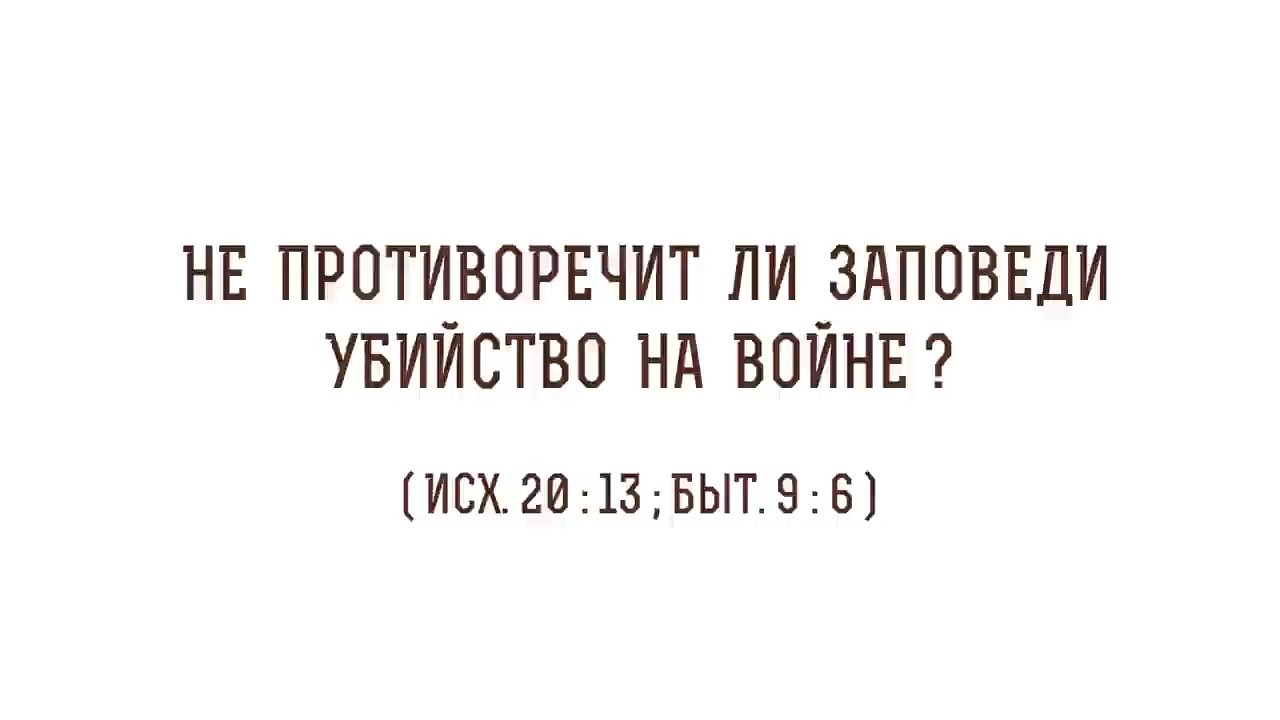 НЕ ПРОТИВОРЕЧИТ ЛИ ЗАПОВЕДИ
УБИЙСТВО НА ВОЙНЕ?
(ИСХ. 20:13; БЫТ. 9:6)